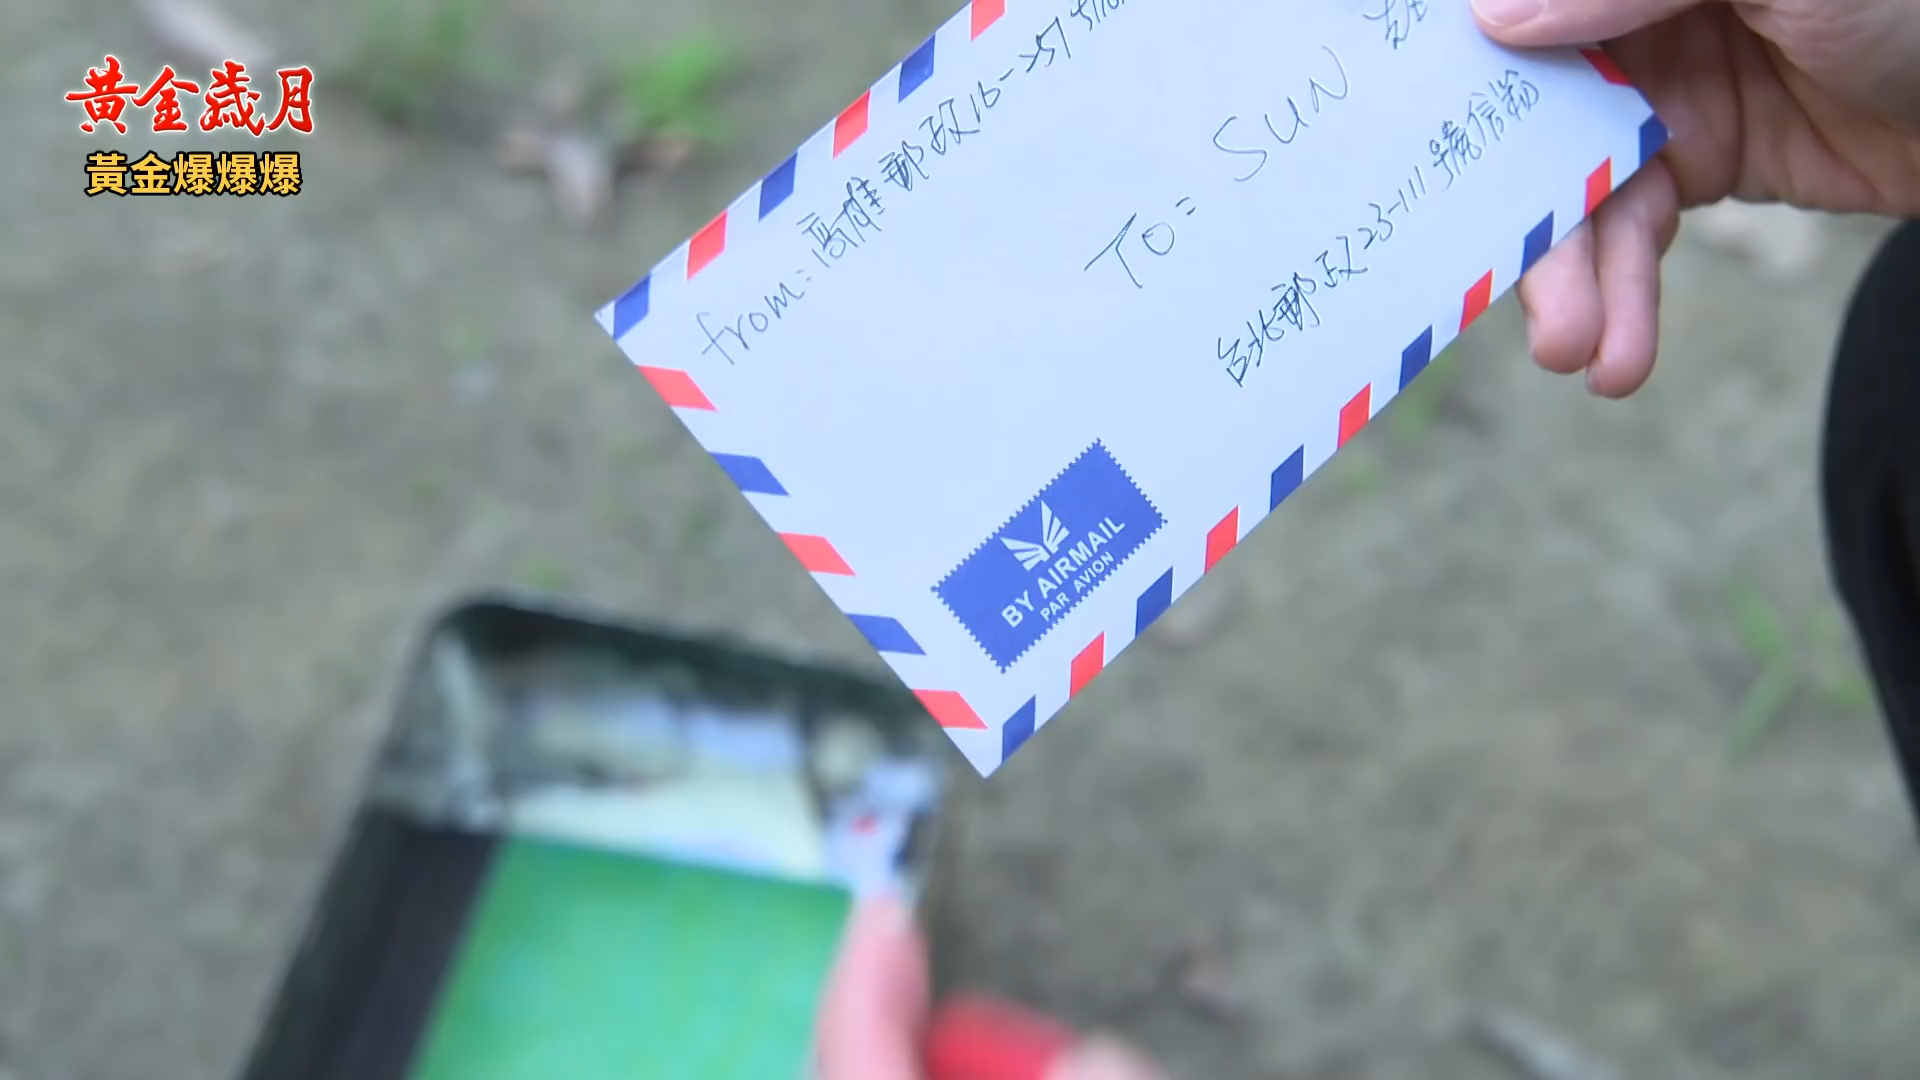 黃金歲月
黃金爆爆爆
from=高雄郵政16-257
To= SUN
台北郵政23-111號信箱
BY AIRMAIL
PAR AVION